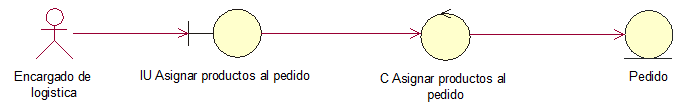 Encargado de
logistica
IU Asignar productos al pedido
C Asignar productos al
pedido
Pedido